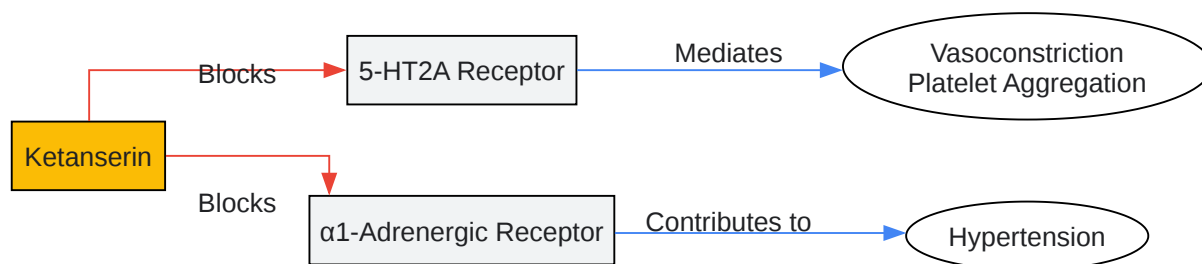 Blocks
5-HT2A Receptor
Mediates
Vasoconstriction
Platelet Aggregation
Ketanserin
Blocks
α1-Adrenergic Receptor
Contributes to
Hypertension